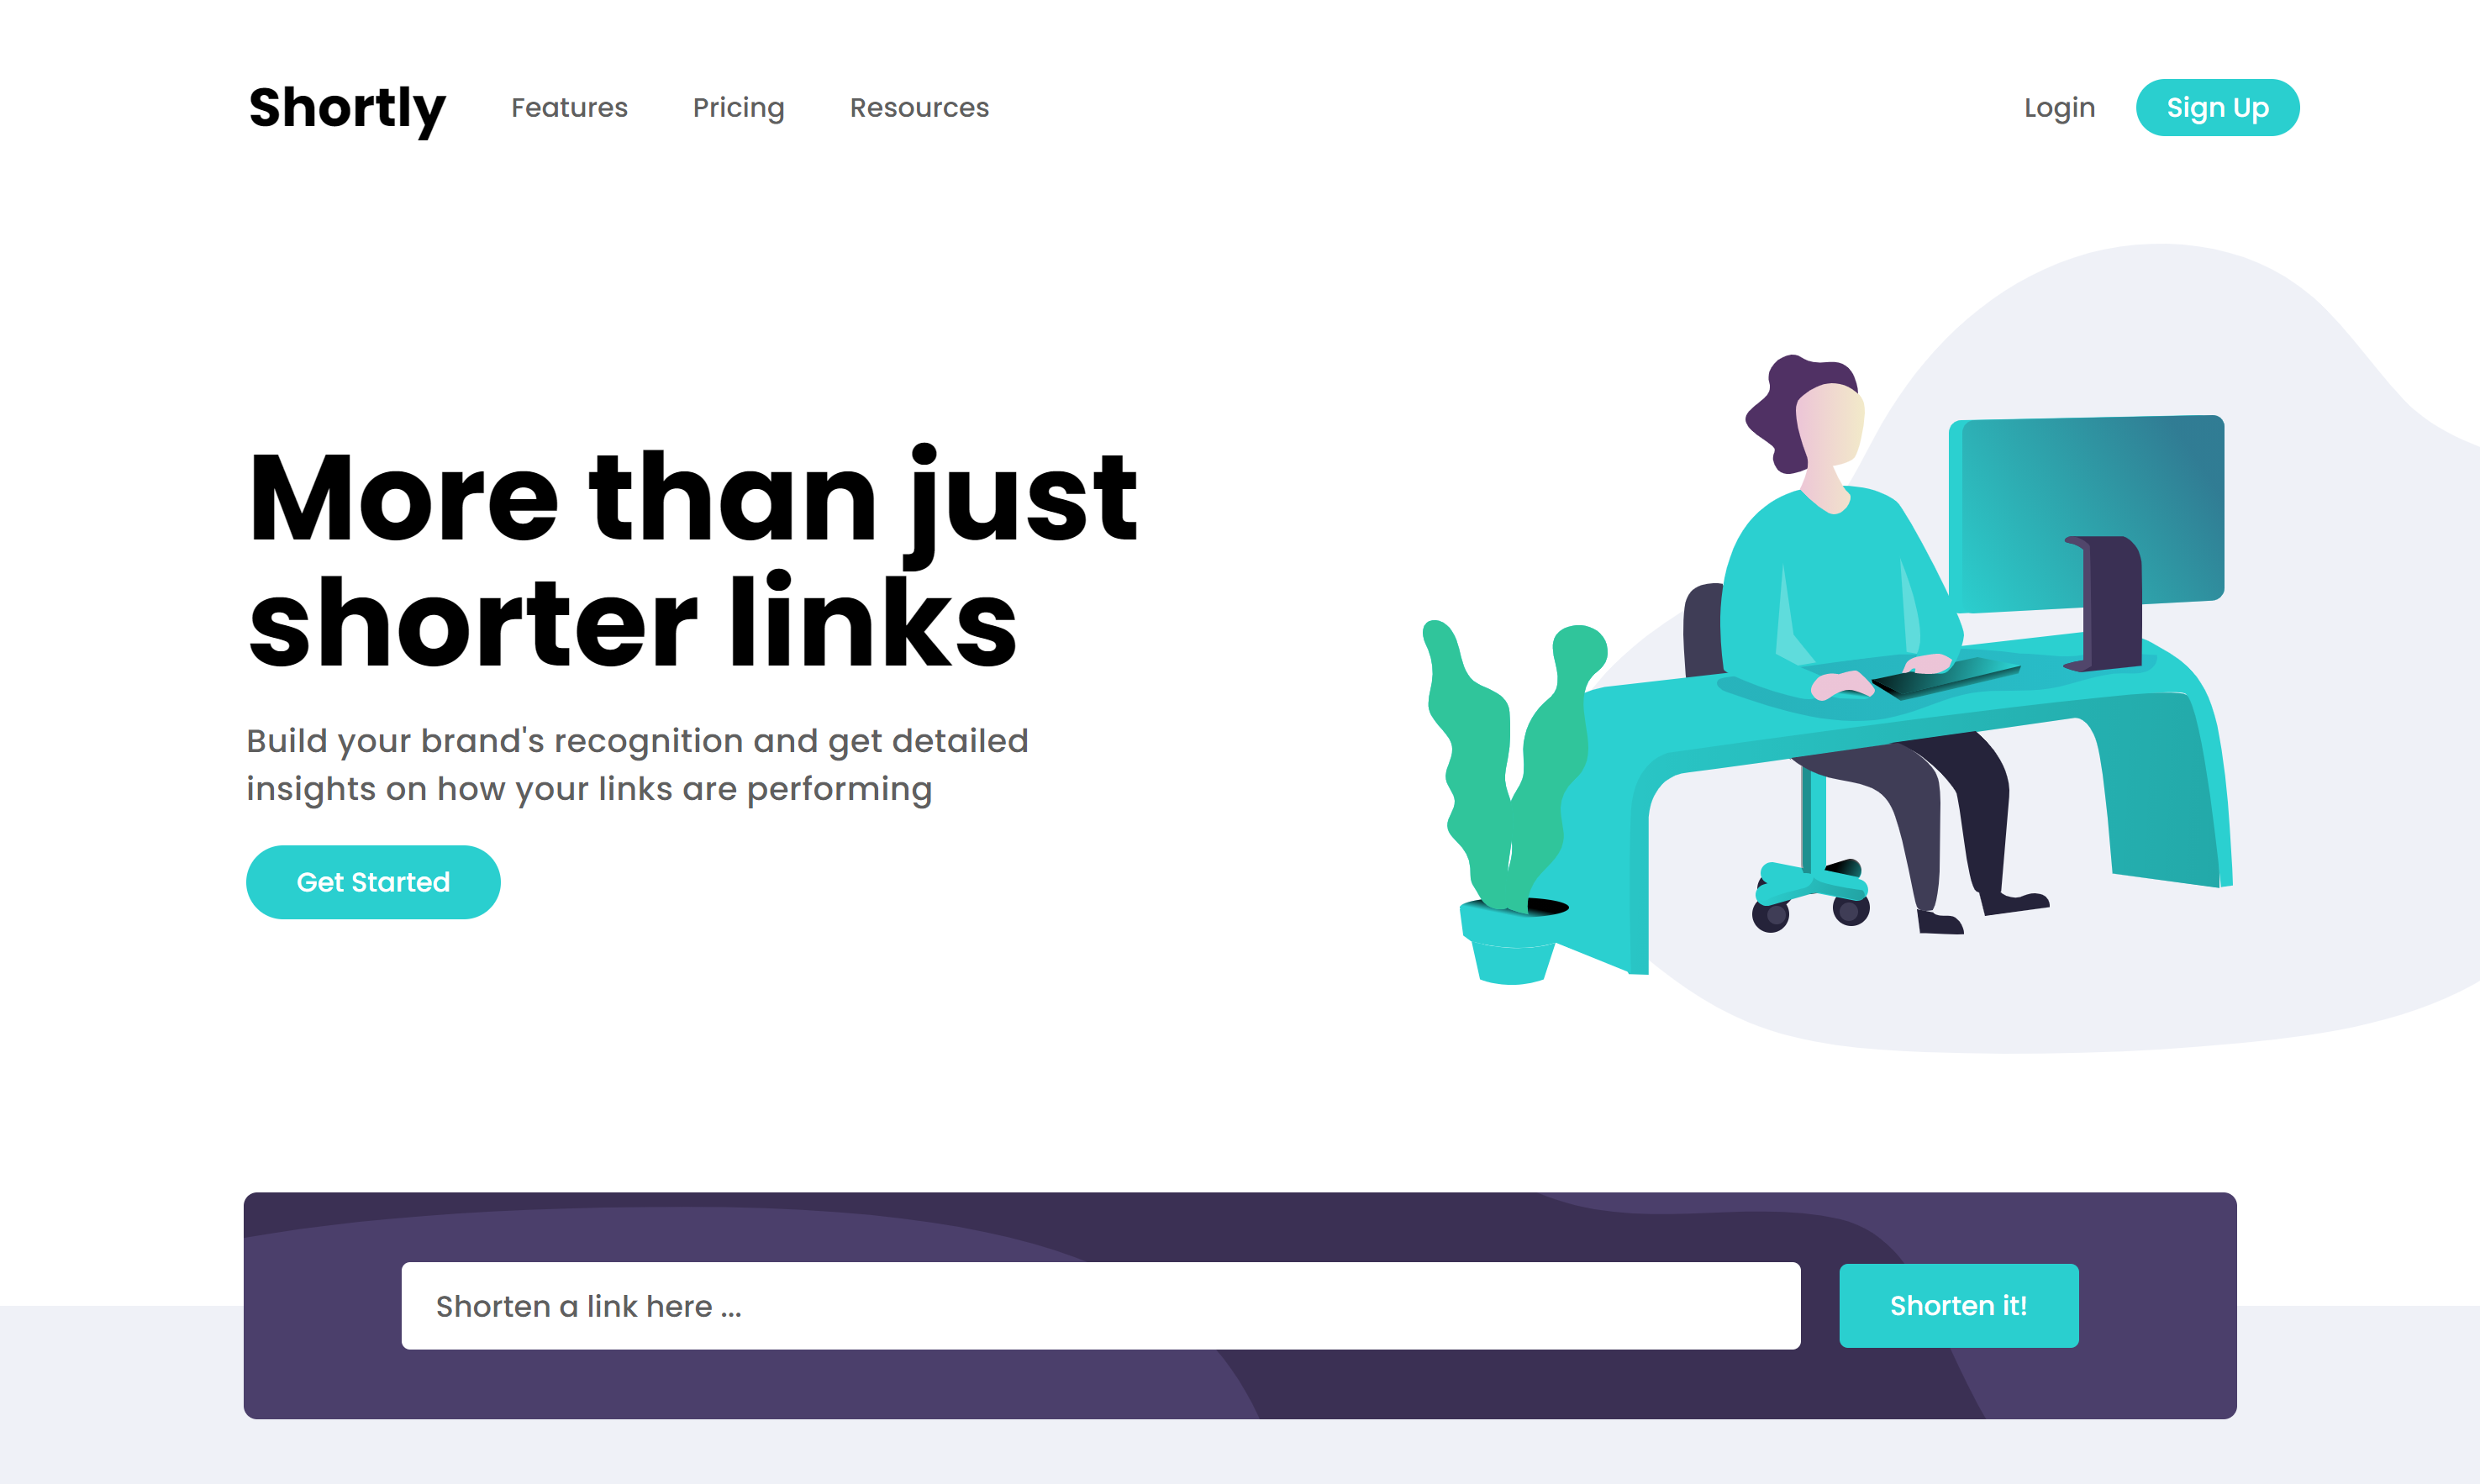 Shortly Features Pricing Resources Login Sign Up
More than just
shorter links
Build your brand's recognition and get detailed
insights on how your links are performing
Get Started
Shorten a link here ... Shorten it!